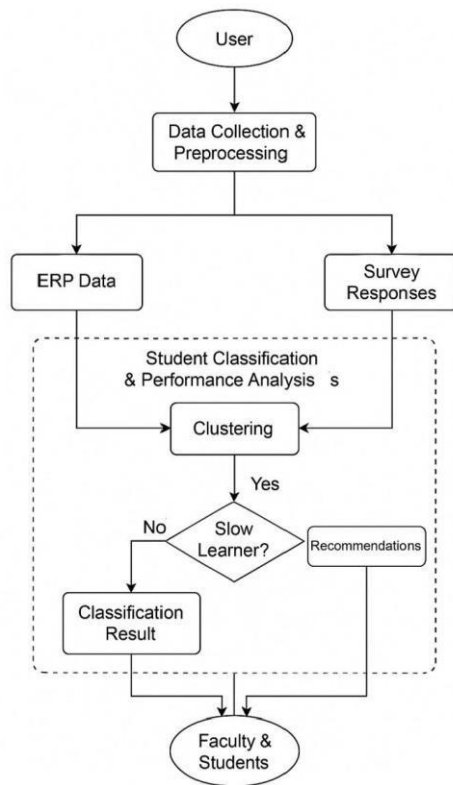 User
Data Collection &
Preprocessing
ERP Data
Survey
Responses
Student Classification
& Performance Analysis s
Clustering
Yes
No
Slow
Learner?
Recommendations
Classification
Result
Faculty &
Students